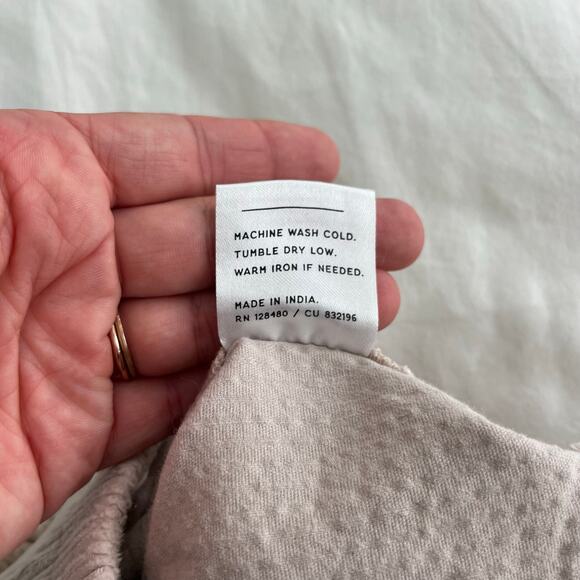 MACHINE WASH COLD.
TUMBLE DRY LOW.
WARM IRON IF NEEDED.
MADE IN INDIA.
RN 128480 / CU 832196